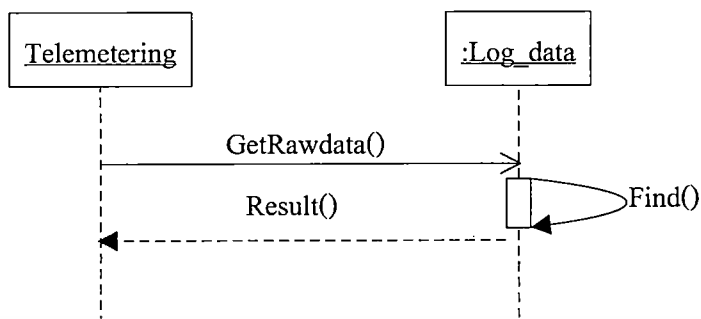 Telemetering
:Log_data
GetRawdata()
Result()
Find()